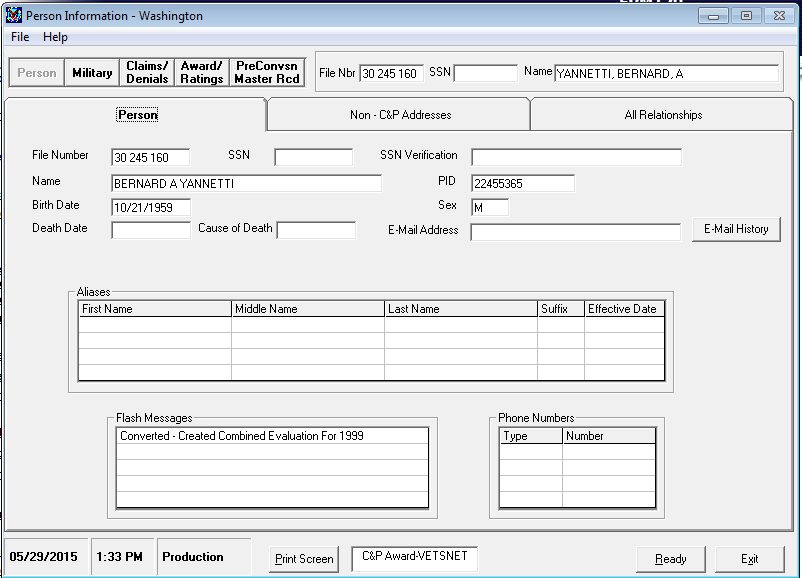 Person Information - Washington
File Help
Person Military Claims/ Denials Award/ Ratings PreConvsn Master Rcd File Nbr 30 245 160 SSN Name YANNETTI, BERNARD, A
Person Non - C&P Addresses All Relationships
File Number 30 245 160 SSN SSN Verification
Name BERNARD A YANNETTI PID 22455365
Birth Date 10/21/1959 Sex M
Death Date Cause of Death E-Mail Address E-Mail History
Aliases
First Name Middle Name Last Name Suffix Effective Date
Flash Messages Phone Numbers
Converted - Created Combined Evaluation For 1999 Type Number
05/29/2015 1:33 PM Production Print Screen C&P Award-VETSNET Ready Exit